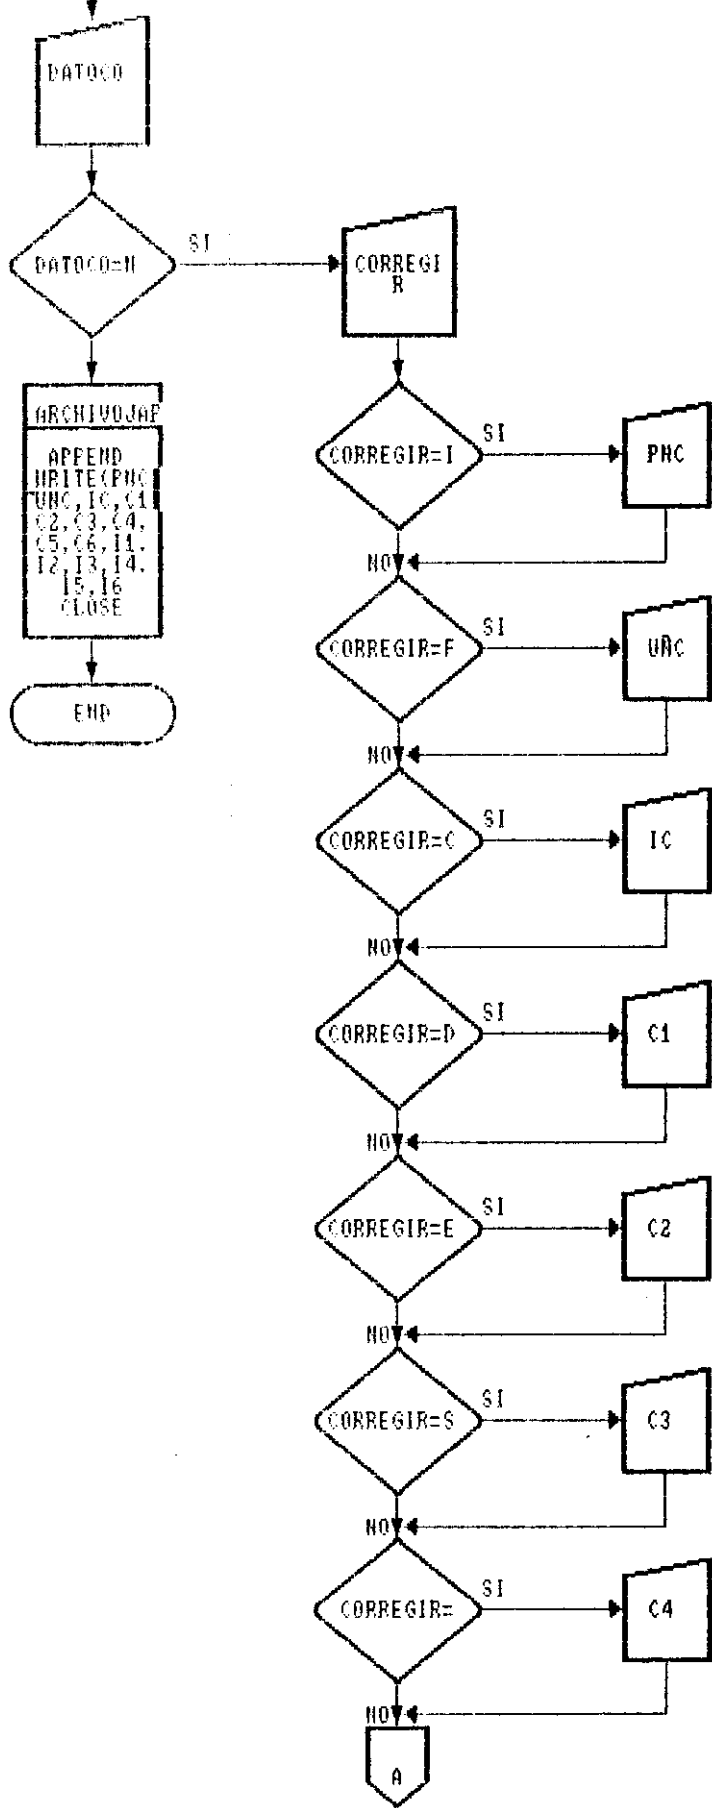 DATOCO
DATOCO=N
SI
CORREGI
R
ARCHIVOJAP
APPEND
WRITE(PNC
UNC,IC,C1
C2,C3,C4,
C5,C6,I1,
I2,I3,I4,
I5,I6
CLOSE
END
CORREGIR=I
SI
PNC
NO
CORREGIR=F
SI
UNC
NO
CORREGIR=C
SI
IC
NO
CORREGIR=D
SI
C1
NO
CORREGIR=E
SI
C2
NO
CORREGIR=S
SI
C3
NO
CORREGIR=
SI
C4
NO
A